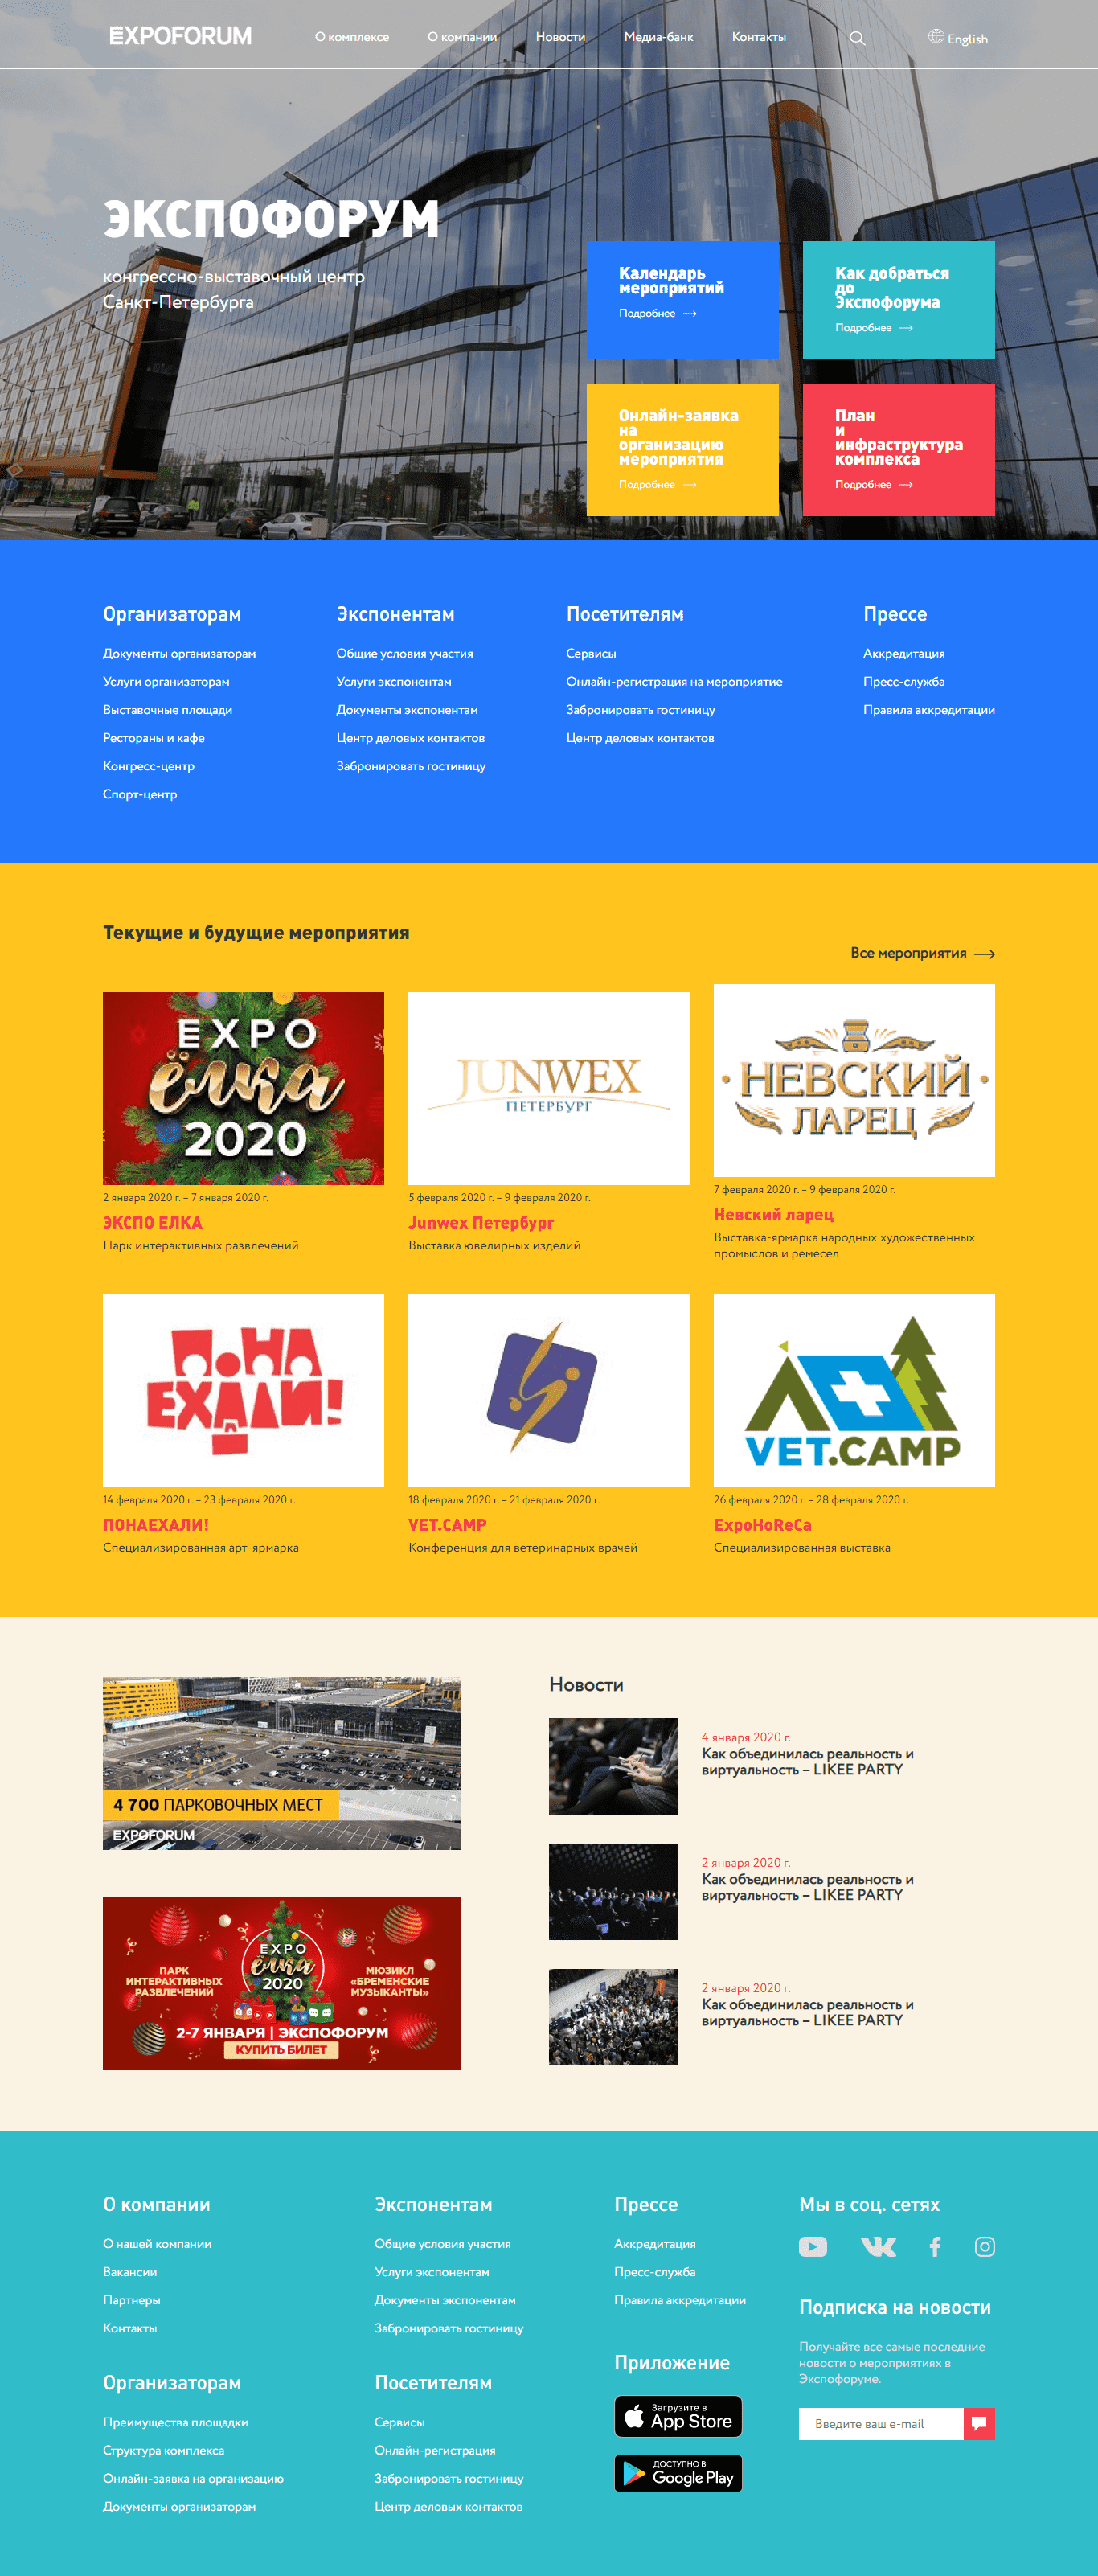 EXPOFORUM
О комплексе
О компании
Новости
Медиа-банк
Контакты
English
ЭКСПОФОРУМ
конгрессно-выставочный центр
Санкт-Петербурга
Календарь
мероприятий
Подробнее
Как добраться
до
Экспофорума
Подробнее
Онлайн-заявка
на
организацию
мероприятия
Подробнее
План
и
инфраструктура
комплекса
Подробнее
Организаторам
Документы организаторам
Услуги организаторам
Выставочные площади
Рестораны и кафе
Конгресс-центр
Спорт-центр
Экспонентам
Общие условия участия
Услуги экспонентам
Документы экспонентам
Центр деловых контактов
Забронировать гостиницу
Посетителям
Сервисы
Онлайн-регистрация на мероприятие
Забронировать гостиницу
Центр деловых контактов
Прессе
Аккредитация
Пресс-служба
Правила аккредитации
Текущие и будущие мероприятия
Все мероприятия
EXPO
ёлка
2020
2 января 2020 г. – 7 января 2020 г.
ЭКСПО ЕЛКА
Парк интерактивных развлечений
JUNWEX
ПЕТЕРБУРГ
5 февраля 2020 г. – 9 февраля 2020 г.
Junwex Петербург
Выставка ювелирных изделий
НЕВСКИЙ
ЛАРЕЦ
7 февраля 2020 г. – 9 февраля 2020 г.
Невский ларец
Выставка-ярмарка народных художественных
промыслов и ремесел
ПОНА
ЕХАЛИ!
14 февраля 2020 г. – 23 февраля 2020 г.
ПОНАЕХАЛИ!
Специализированная арт-ярмарка
18 февраля 2020 г. – 21 февраля 2020 г.
VET.CAMP
Конференция для ветеринарных врачей
VET.CAMP
26 февраля 2020 г. – 28 февраля 2020 г.
ExpoHoReCa
Специализированная выставка
4 700 ПАРКОВОЧНЫХ МЕСТ
EXPOFORUM
EXPO
ёлка
2020
ПАРК
ИНТЕРАКТИВНЫХ
РАЗВЛЕЧЕНИЙ
МЮЗИКЛ
«БРЕМЕНСКИЕ
МУЗЫКАНТЫ»
2-7 ЯНВАРЯ | ЭКСПОФОРУМ
КУПИТЬ БИЛЕТ
Новости
4 января 2020 г.
Как объединилась реальность и
виртуальность – LIKEE PARTY
2 января 2020 г.
Как объединилась реальность и
виртуальность – LIKEE PARTY
2 января 2020 г.
Как объединилась реальность и
виртуальность – LIKEE PARTY
О компании
О нашей компании
Вакансии
Партнеры
Контакты
Организаторам
Преимущества площадки
Структура комплекса
Онлайн-заявка на организацию
Документы организаторам
Экспонентам
Общие условия участия
Услуги экспонентам
Документы экспонентам
Забронировать гостиницу
Посетителям
Сервисы
Онлайн-регистрация
Забронировать гостиницу
Центр деловых контактов
Прессе
Аккредитация
Пресс-служба
Правила аккредитации
Приложение
Загрузите в
App Store
ДОСТУПНО В
Google Play
Мы в соц. сетях
Подписка на новости
Получайте все самые последние
новости о мероприятиях в
Экспофоруме.
Введите ваш e-mail